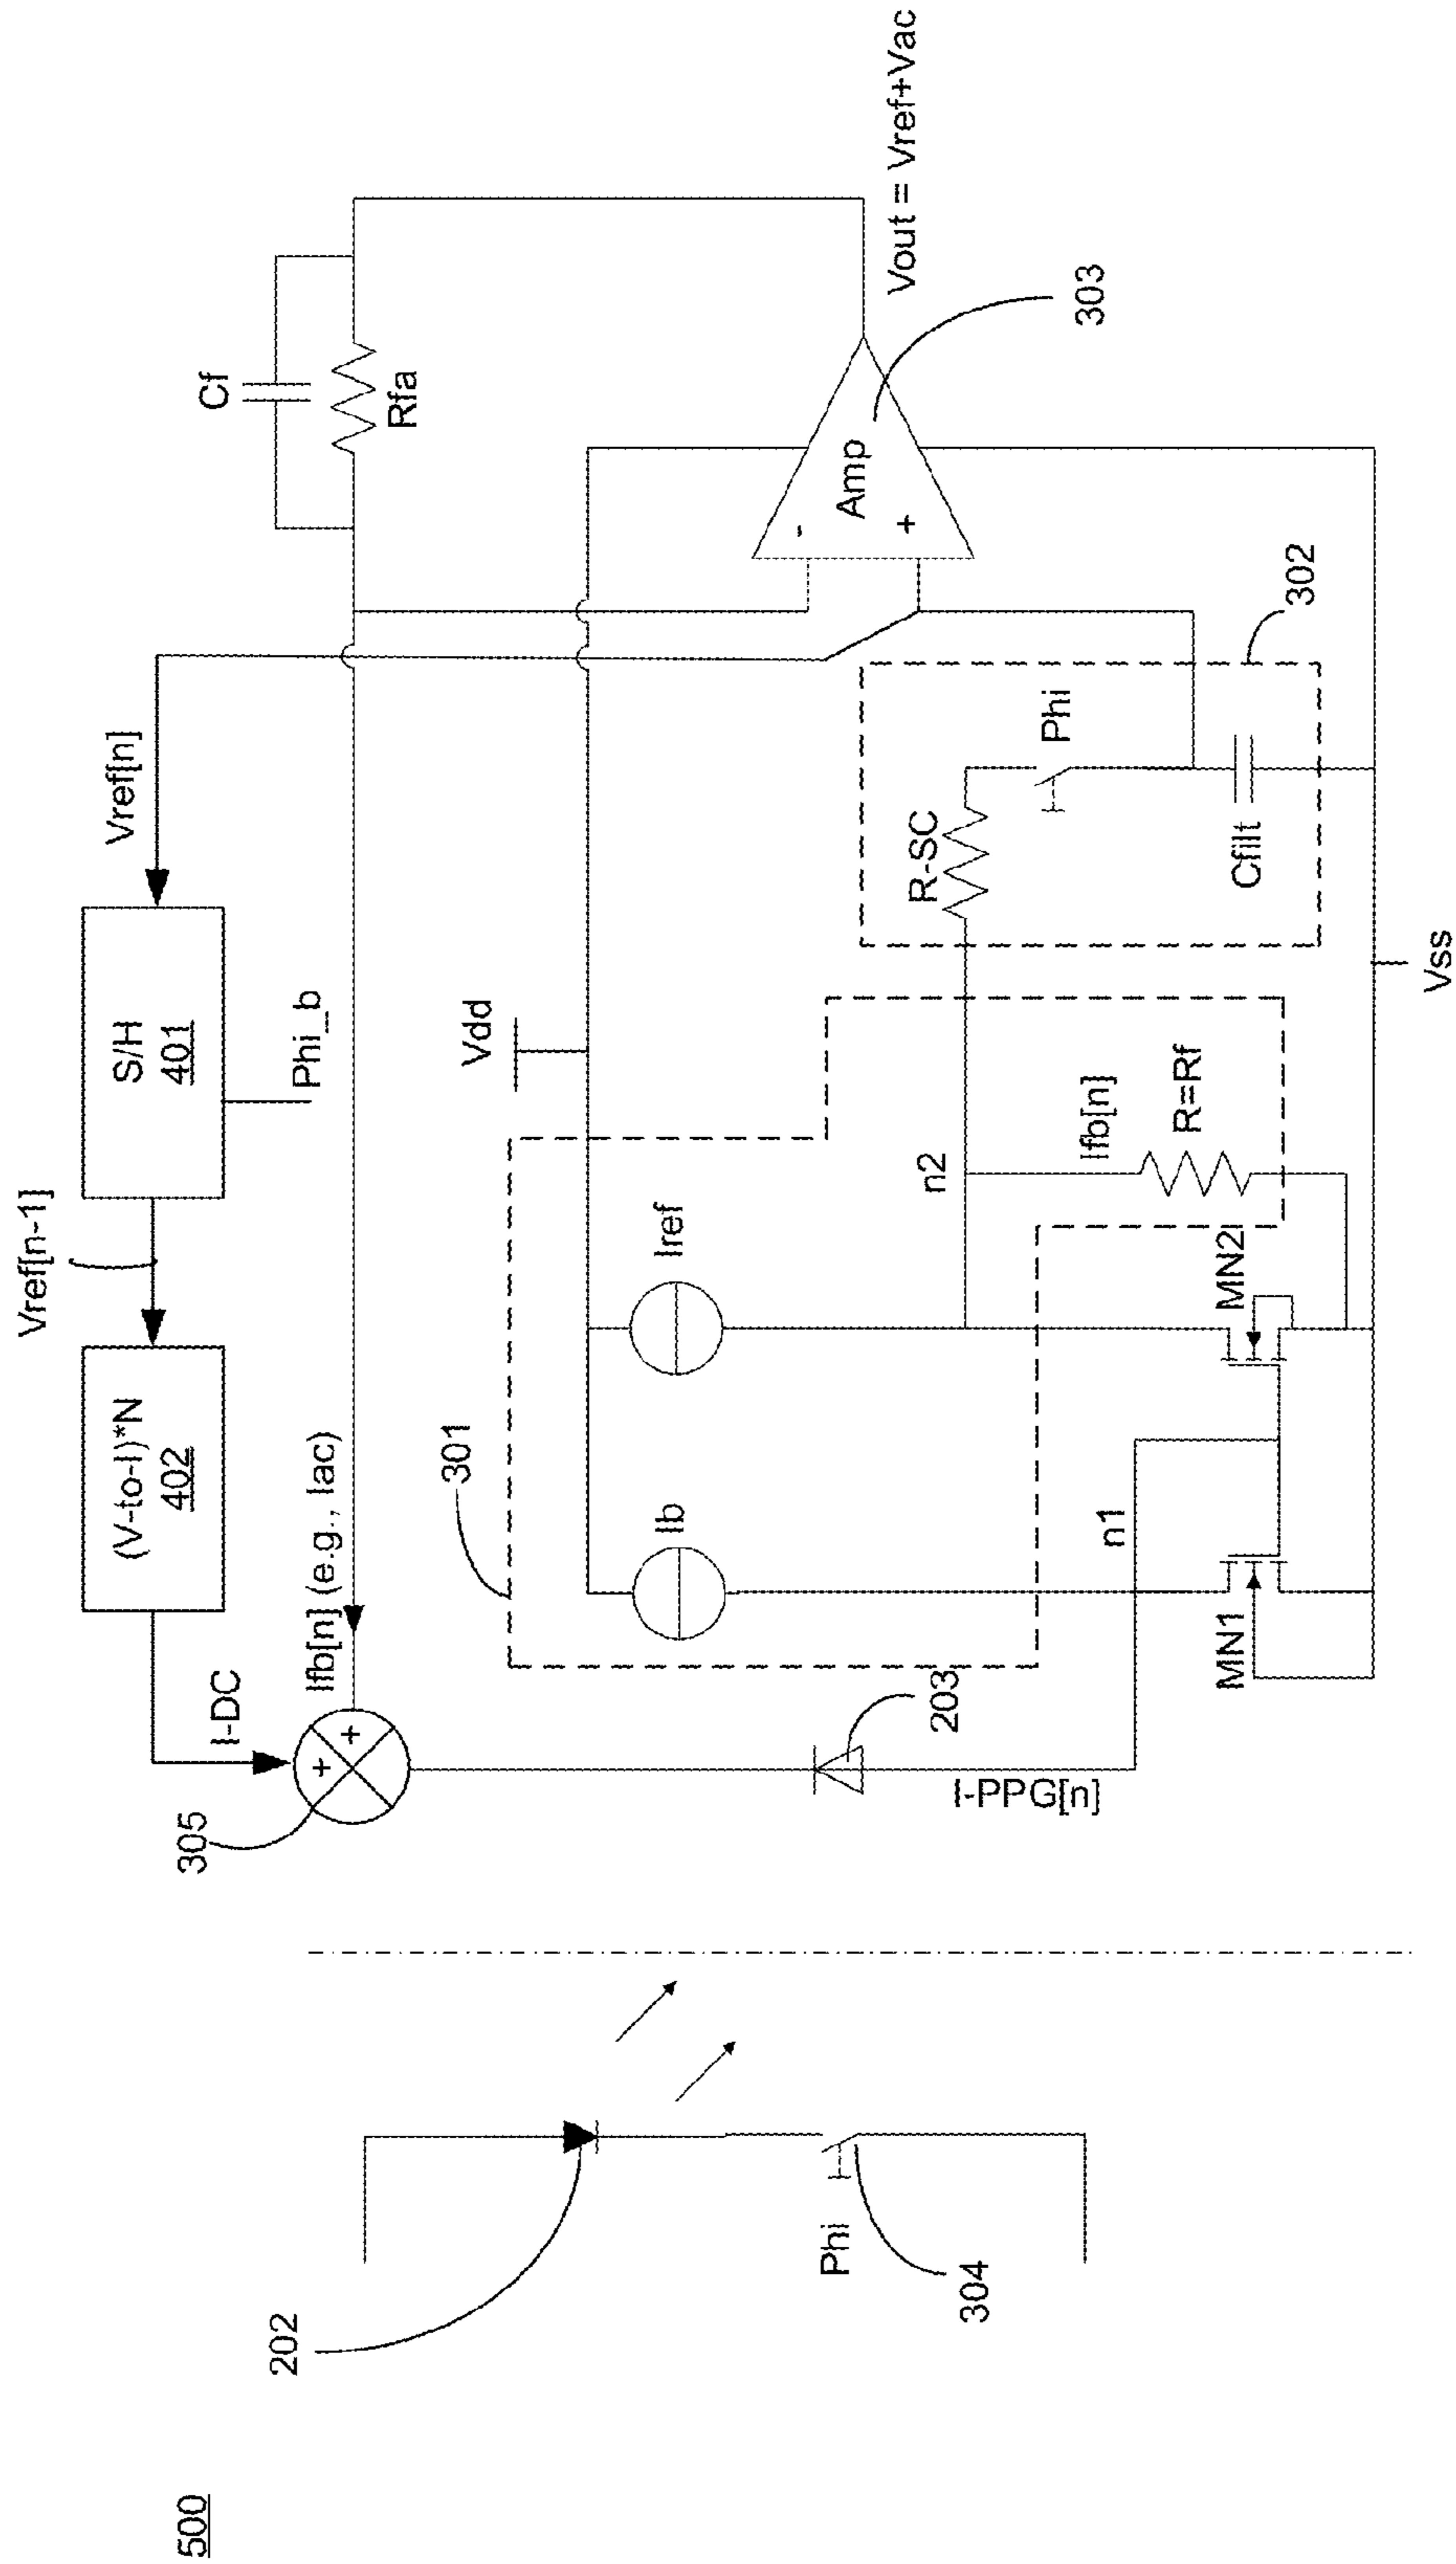 500
202
Phi
304
305
I-DC
(V-to-I)*N
402
Vref[n-1]
S/H
401
Phi_b
Vref[n]
+
+
Ifb[n] (e.g., Iac)
Cf
Rfa
301
Vdd
Ib
Iref
203
I-PPG[n]
n1
n2
MN1
MN2
Ifb[n]
R=Rf
R-SC
Phi
Cfilt
302
Vss
-
+
Amp
303
Vout = Vref+Vac